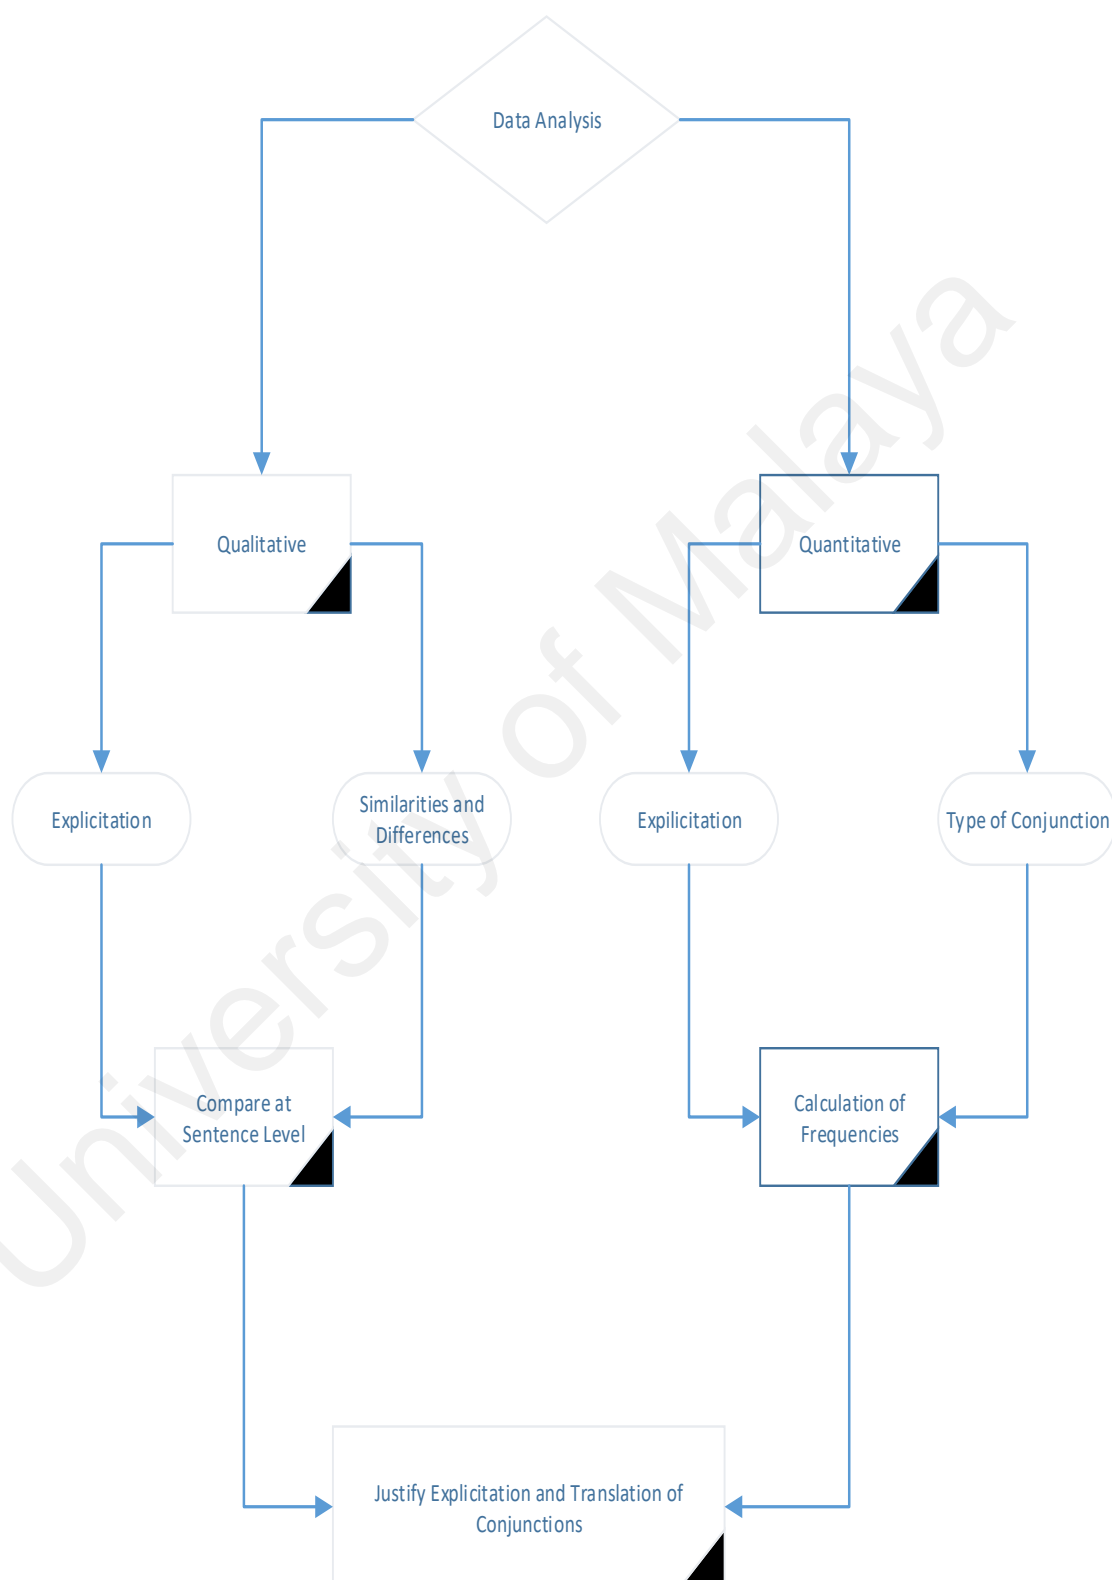 Data Analysis
Qualitative
Quantitative
Explicitation
Similarities and
Differences
Expilicitation
Type of Conjunction
Compare at
Sentence Level
Calculation of
Frequencies
Justify Explicitation and Translation of
Conjunctions
University of Malaya